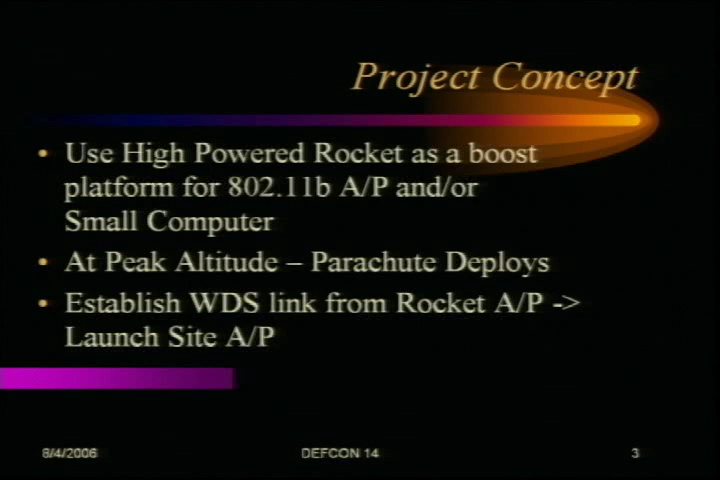 Project Concept
• Use High Powered Rocket as a boost
platform for 802.11b A/P and/or
Small Computer
• At Peak Altitude – Parachute Deploys
• Establish WDS link from Rocket A/P ->
Launch Site A/P
8/4/2006 DEFCON 14 3